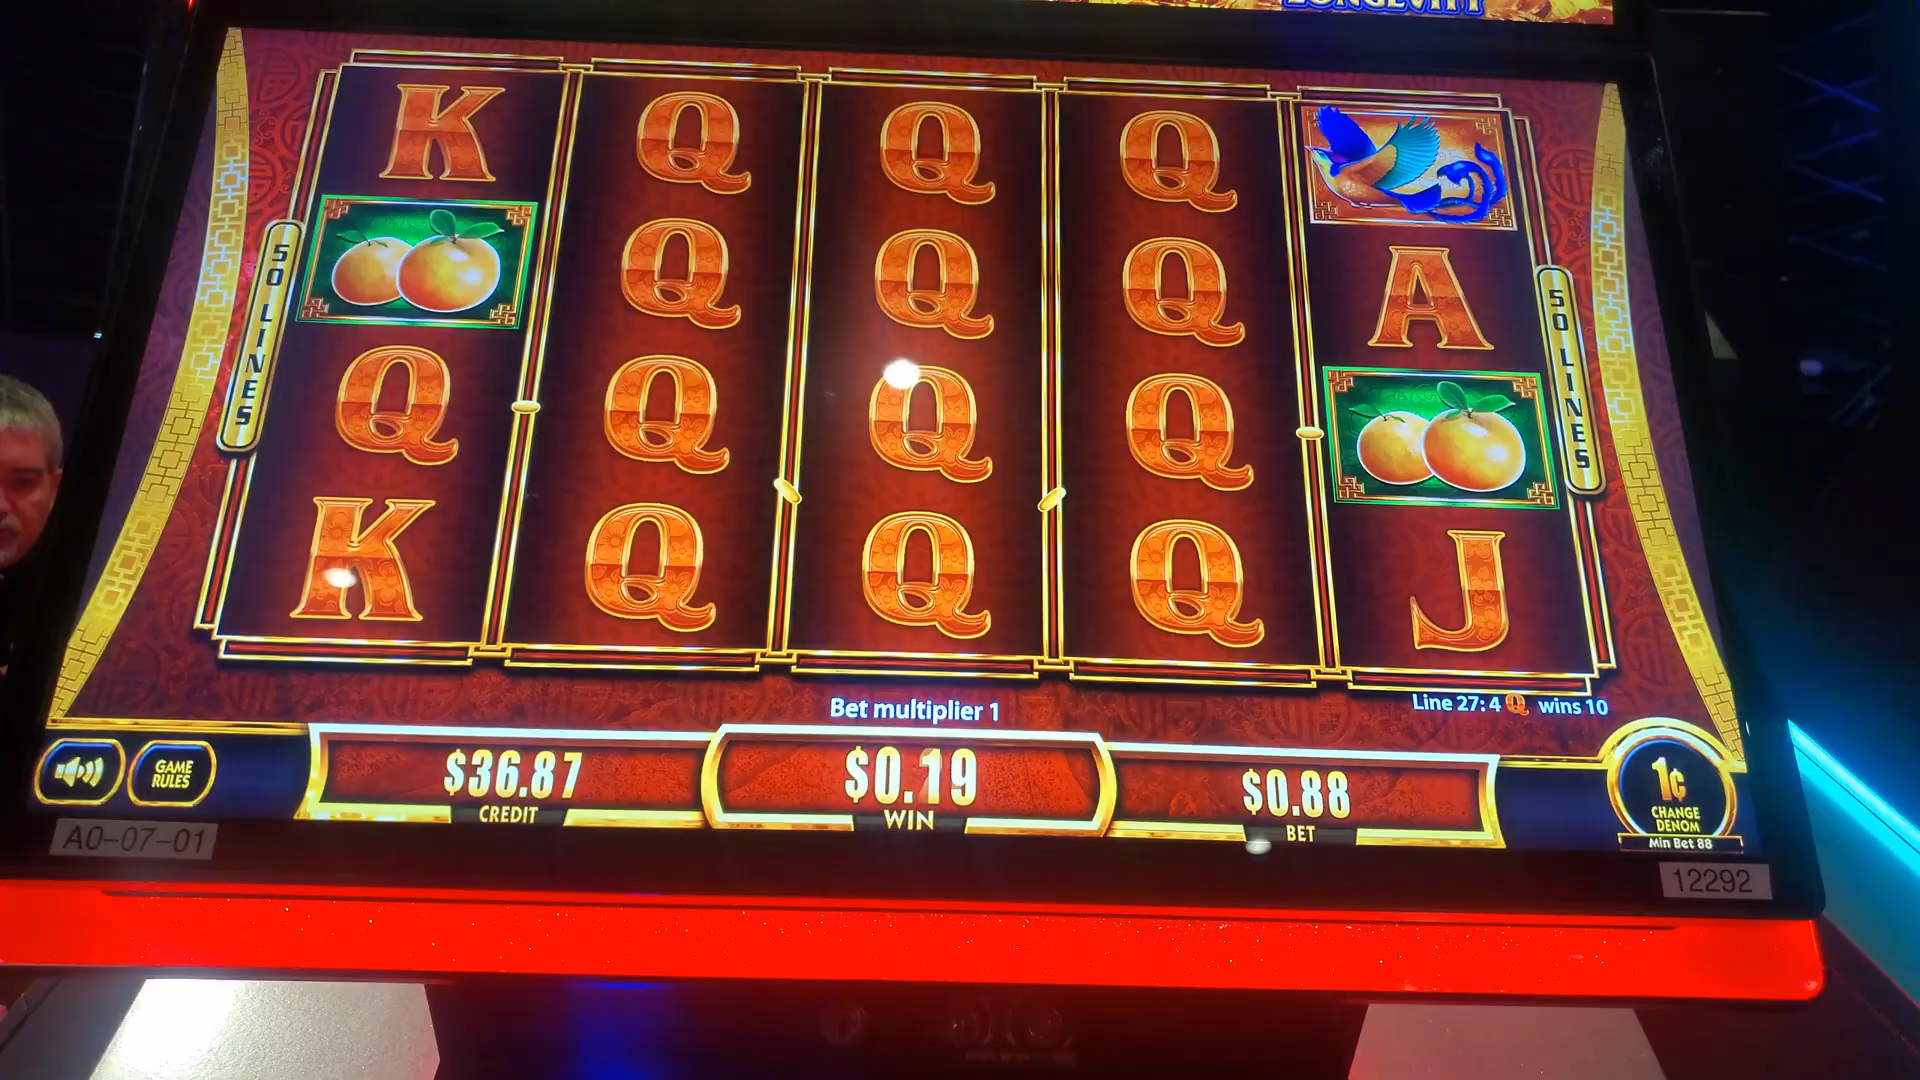 LONGEVITY
K Q Q Q
Q Q Q A
Q Q Q Q
K Q Q Q J
50 LINES
50 LINES
Bet multiplier 1
Line 27: 4 Q wins 10
GAME
RULES
$36.87
CREDIT
$0.19
WIN
$0.88
BET
1¢
CHANGE
DENOM
Min Bet 88
A0-07-01
12292